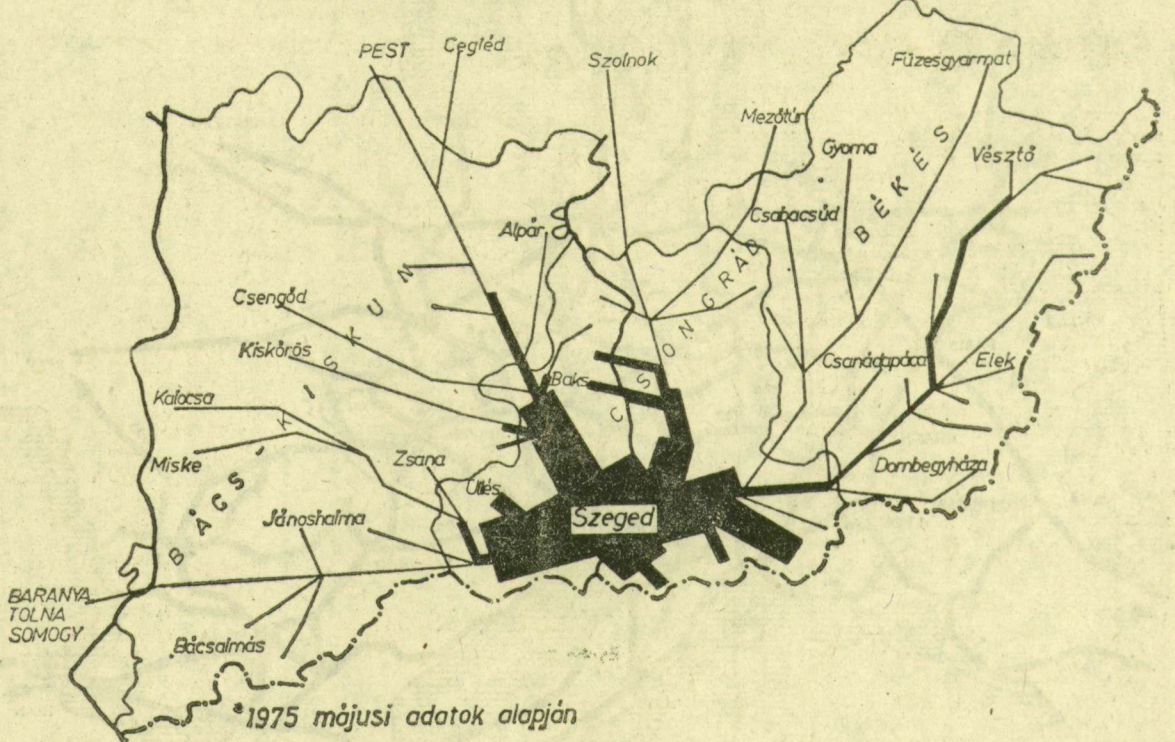 PEST
Cegléd
Szolnok
Füzesgyarmat
Mezőtúr
Gyoma
Vésztő
BÉKÉS
Csabacsűd
Alpár
CSONGRÁD
Csengőd
BÁCS-KISKUN
Kiskőrös
Baks
Csanádapáca
Elek
Kalocsa
Miske
Zsana
Üllés
Dombegyháza
Jánoshalma
Szeged
BARANYA
TOLNA
SOMOGY
Bácsalmás
*1975 májusi adatok alapján